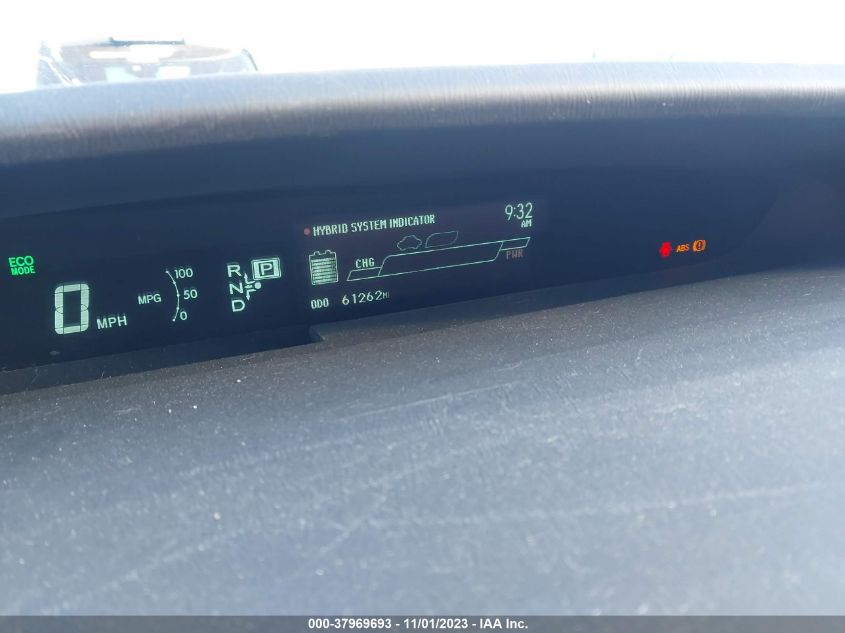 HYBRID SYSTEM INDICATOR
9:32
AM
ECO
MODE
CHG
PWR
ABS
0 MPH
MPG
100
50
0
R
N
D
P
ODO 61262MI
000-37969693 - 11/01/2023 - IAA Inc.